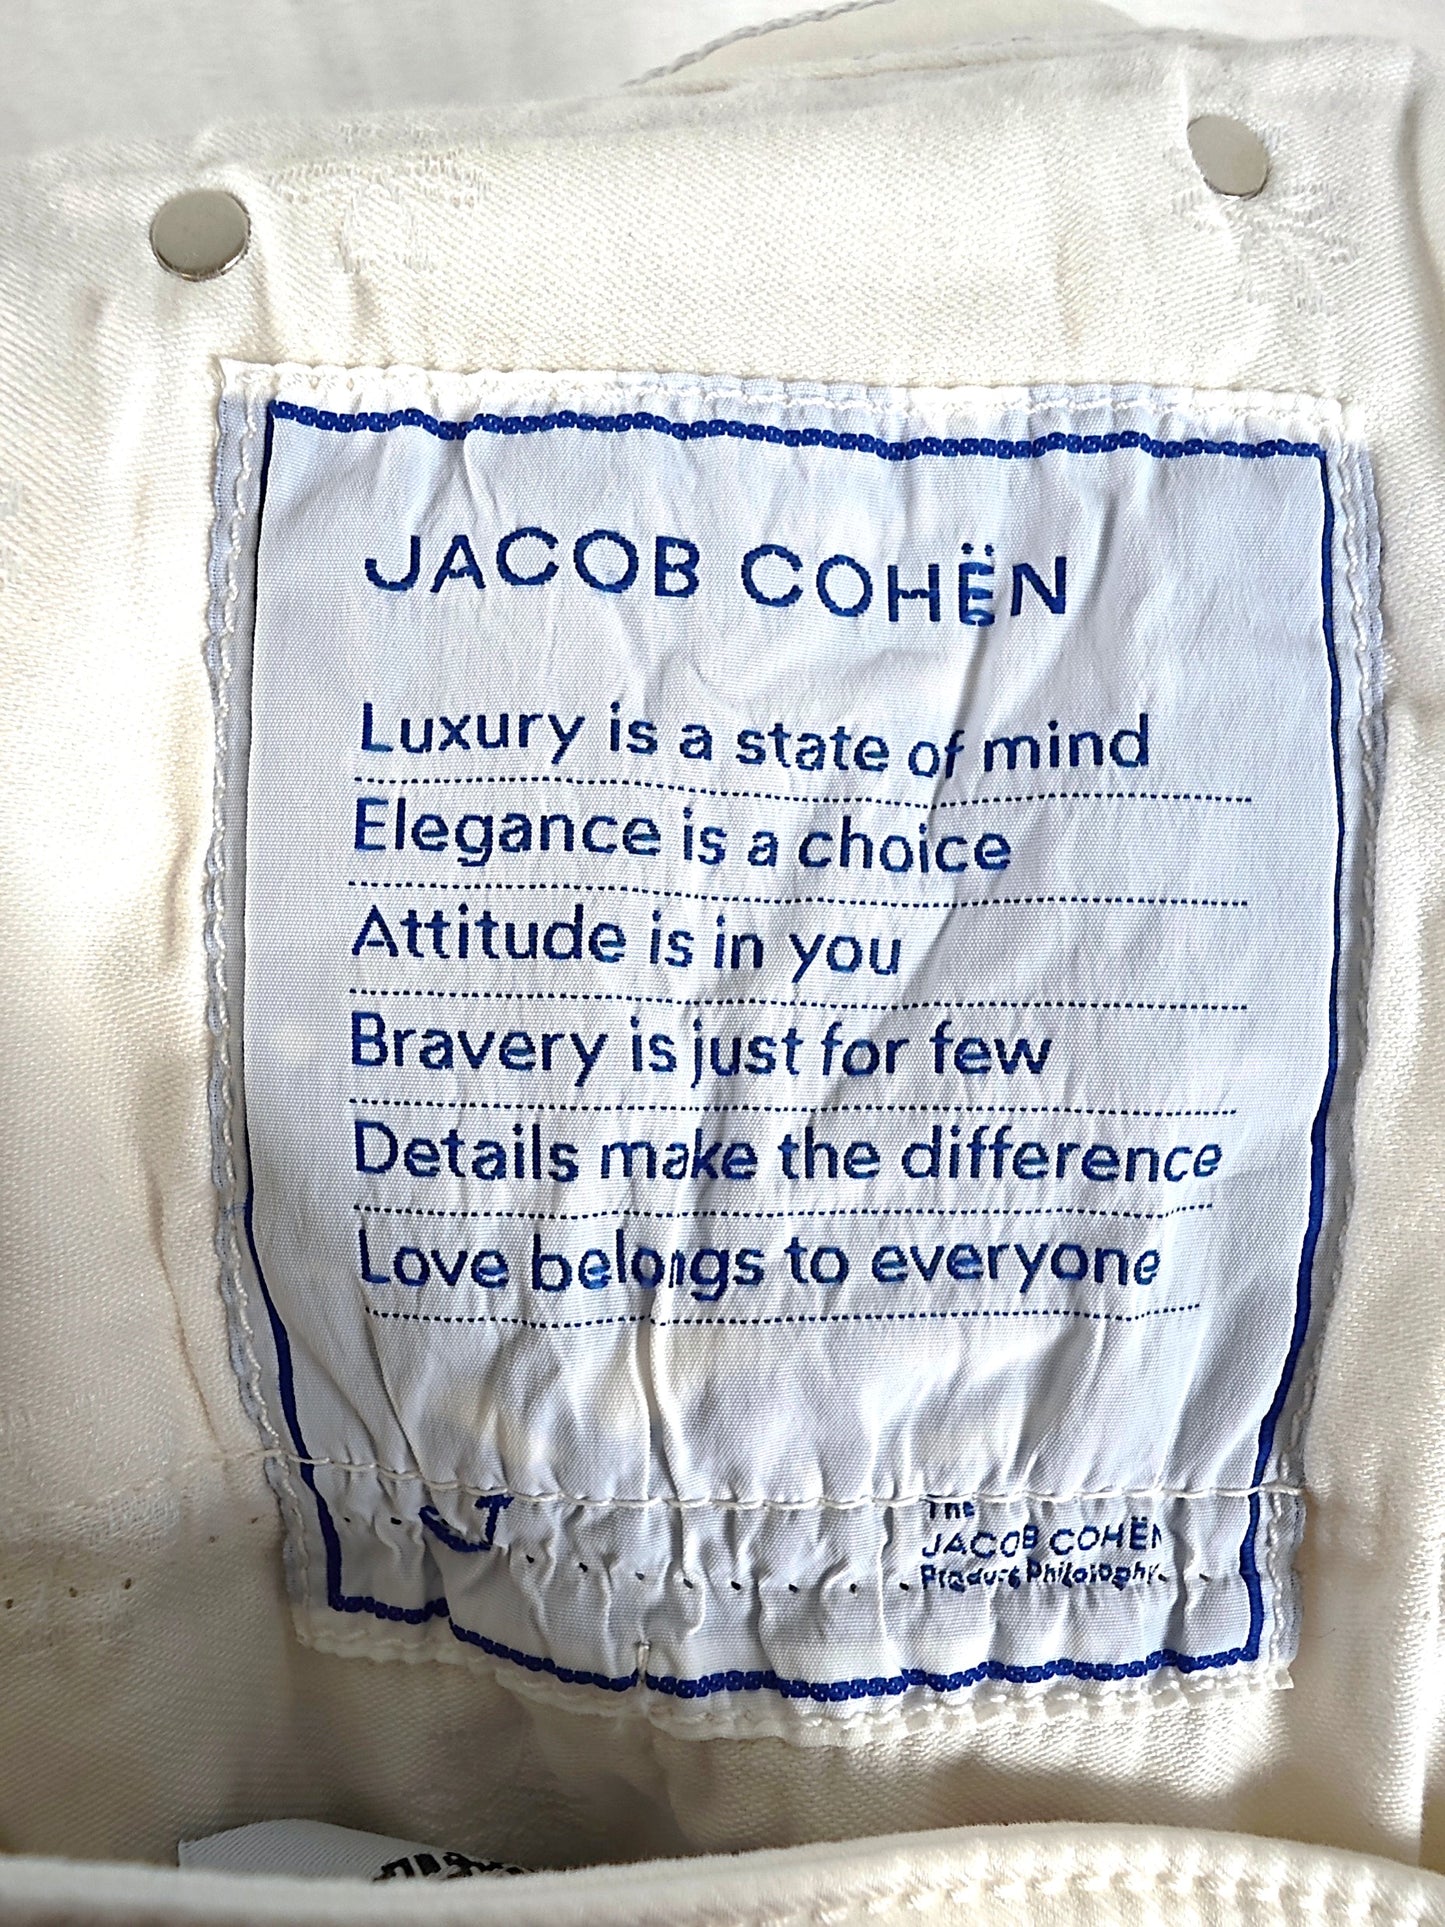 JACOB COHËN
Luxury is a state of mind
Elegance is a choice
Attitude is in you
Bravery is just for few
Details make the difference
Love belongs to everyone
J
The
JACOB COHËN
Product Philosophy